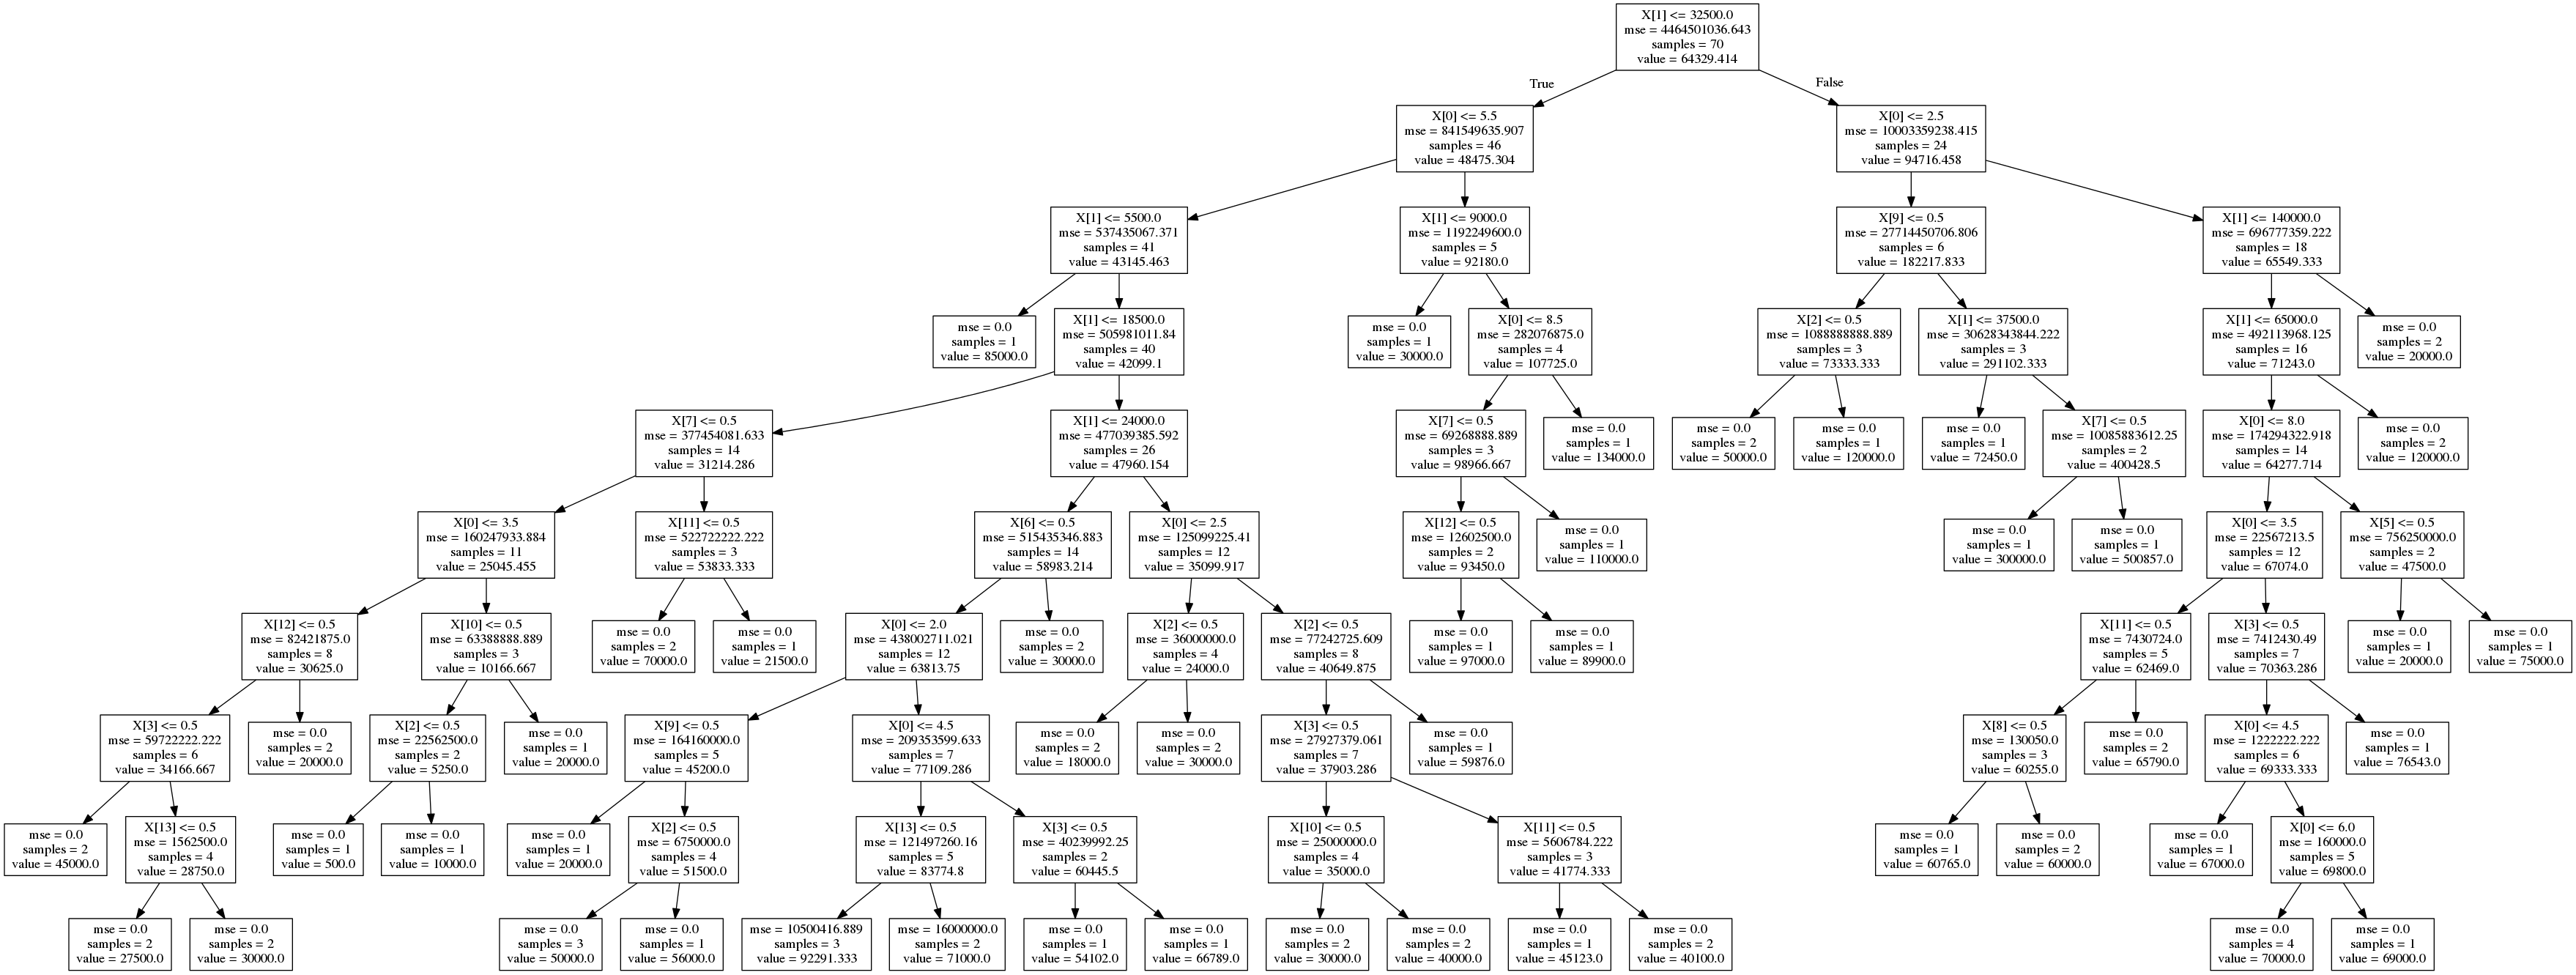 X[1] <= 32500.0
mse = 4464501036.643
samples = 70
value = 64329.414
True
False
X[0] <= 5.5
mse = 841549635.907
samples = 46
value = 48475.304
X[0] <= 2.5
mse = 10003359238.415
samples = 24
value = 94716.458
X[1] <= 5500.0
mse = 537435067.371
samples = 41
value = 43145.463
X[1] <= 9000.0
mse = 1192249600.0
samples = 5
value = 92180.0
X[9] <= 0.5
mse = 27714450706.806
samples = 6
value = 182217.833
X[1] <= 140000.0
mse = 696777359.222
samples = 18
value = 65549.333
mse = 0.0
samples = 1
value = 85000.0
X[1] <= 18500.0
mse = 505981011.84
samples = 40
value = 42099.1
mse = 0.0
samples = 1
value = 30000.0
X[0] <= 8.5
mse = 282076875.0
samples = 4
value = 107725.0
X[2] <= 0.5
mse = 1088888888.889
samples = 3
value = 73333.333
X[1] <= 37500.0
mse = 30628343844.222
samples = 3
value = 291102.333
X[1] <= 65000.0
mse = 492113968.125
samples = 16
value = 71243.0
mse = 0.0
samples = 2
value = 20000.0
X[7] <= 0.5
mse = 377454081.633
samples = 14
value = 31214.286
X[1] <= 24000.0
mse = 477039385.592
samples = 26
value = 47960.154
X[7] <= 0.5
mse = 69268888.889
samples = 3
value = 98966.667
mse = 0.0
samples = 1
value = 134000.0
mse = 0.0
samples = 2
value = 50000.0
mse = 0.0
samples = 1
value = 120000.0
mse = 0.0
samples = 1
value = 72450.0
X[7] <= 0.5
mse = 10085883612.25
samples = 2
value = 400428.5
X[0] <= 8.0
mse = 174294322.918
samples = 14
value = 64277.714
mse = 0.0
samples = 2
value = 120000.0
X[0] <= 3.5
mse = 160247933.884
samples = 11
value = 25045.455
X[11] <= 0.5
mse = 522722222.222
samples = 3
value = 53833.333
X[6] <= 0.5
mse = 515435346.883
samples = 14
value = 58983.214
X[0] <= 2.5
mse = 125099225.41
samples = 12
value = 35099.917
X[12] <= 0.5
mse = 12602500.0
samples = 2
value = 93450.0
mse = 0.0
samples = 1
value = 110000.0
mse = 0.0
samples = 1
value = 300000.0
mse = 0.0
samples = 1
value = 500857.0
X[0] <= 3.5
mse = 22567213.5
samples = 12
value = 67074.0
X[5] <= 0.5
mse = 756250000.0
samples = 2
value = 47500.0
X[12] <= 0.5
mse = 82421875.0
samples = 8
value = 30625.0
X[10] <= 0.5
mse = 63388888.889
samples = 3
value = 10166.667
mse = 0.0
samples = 2
value = 70000.0
mse = 0.0
samples = 1
value = 21500.0
X[0] <= 2.0
mse = 438002711.021
samples = 12
value = 63813.75
mse = 0.0
samples = 2
value = 30000.0
X[2] <= 0.5
mse = 36000000.0
samples = 4
value = 24000.0
X[2] <= 0.5
mse = 77242725.609
samples = 8
value = 40649.875
mse = 0.0
samples = 1
value = 97000.0
mse = 0.0
samples = 1
value = 89900.0
X[11] <= 0.5
mse = 7430724.0
samples = 5
value = 62469.0
X[3] <= 0.5
mse = 7412430.49
samples = 7
value = 70363.286
mse = 0.0
samples = 1
value = 20000.0
mse = 0.0
samples = 1
value = 75000.0
X[3] <= 0.5
mse = 59722222.222
samples = 6
value = 34166.667
mse = 0.0
samples = 2
value = 20000.0
X[2] <= 0.5
mse = 22562500.0
samples = 2
value = 5250.0
mse = 0.0
samples = 1
value = 20000.0
X[9] <= 0.5
mse = 164160000.0
samples = 5
value = 45200.0
X[0] <= 4.5
mse = 209353599.633
samples = 7
value = 77109.286
mse = 0.0
samples = 2
value = 18000.0
mse = 0.0
samples = 2
value = 30000.0
X[3] <= 0.5
mse = 27927379.061
samples = 7
value = 37903.286
mse = 0.0
samples = 1
value = 59876.0
X[8] <= 0.5
mse = 130050.0
samples = 3
value = 60255.0
mse = 0.0
samples = 2
value = 65790.0
X[0] <= 4.5
mse = 1222222.222
samples = 6
value = 69333.333
mse = 0.0
samples = 1
value = 76543.0
mse = 0.0
samples = 2
value = 45000.0
X[13] <= 0.5
mse = 1562500.0
samples = 4
value = 28750.0
mse = 0.0
samples = 1
value = 500.0
mse = 0.0
samples = 1
value = 10000.0
mse = 0.0
samples = 1
value = 20000.0
X[2] <= 0.5
mse = 6750000.0
samples = 4
value = 51500.0
X[13] <= 0.5
mse = 121497260.16
samples = 5
value = 83774.8
X[3] <= 0.5
mse = 40239992.25
samples = 2
value = 60445.5
X[10] <= 0.5
mse = 25000000.0
samples = 4
value = 35000.0
X[11] <= 0.5
mse = 5606784.222
samples = 3
value = 41774.333
mse = 0.0
samples = 1
value = 60765.0
mse = 0.0
samples = 2
value = 60000.0
mse = 0.0
samples = 1
value = 67000.0
X[0] <= 6.0
mse = 160000.0
samples = 5
value = 69800.0
mse = 0.0
samples = 2
value = 27500.0
mse = 0.0
samples = 2
value = 30000.0
mse = 0.0
samples = 3
value = 50000.0
mse = 0.0
samples = 1
value = 56000.0
mse = 10500416.889
samples = 3
value = 92291.333
mse = 16000000.0
samples = 2
value = 71000.0
mse = 0.0
samples = 1
value = 54102.0
mse = 0.0
samples = 1
value = 66789.0
mse = 0.0
samples = 2
value = 30000.0
mse = 0.0
samples = 2
value = 40000.0
mse = 0.0
samples = 1
value = 45123.0
mse = 0.0
samples = 2
value = 40100.0
mse = 0.0
samples = 4
value = 70000.0
mse = 0.0
samples = 1
value = 69000.0